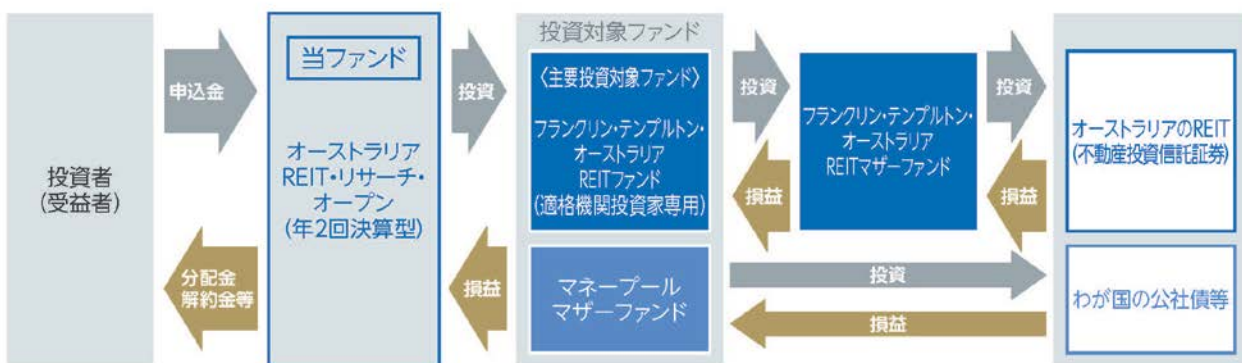 投資者
(受益者)
申込金
分配金
解約金等
当ファンド
オーストラリア
REIT・リサーチ・
オープン
(年2回決算型)
投資
損益
投資対象ファンド
〈主要投資対象ファンド〉
フランクリン・テンプルトン・
オーストラリア
REITファンド
(適格機関投資家専用)
マネープール
マザーファンド
投資
損益
フランクリン・テンプルトン・
オーストラリア
REITマザーファンド
投資
損益
投資
損益
オーストラリアのREIT
(不動産投資信託証券)
わが国の公社債等